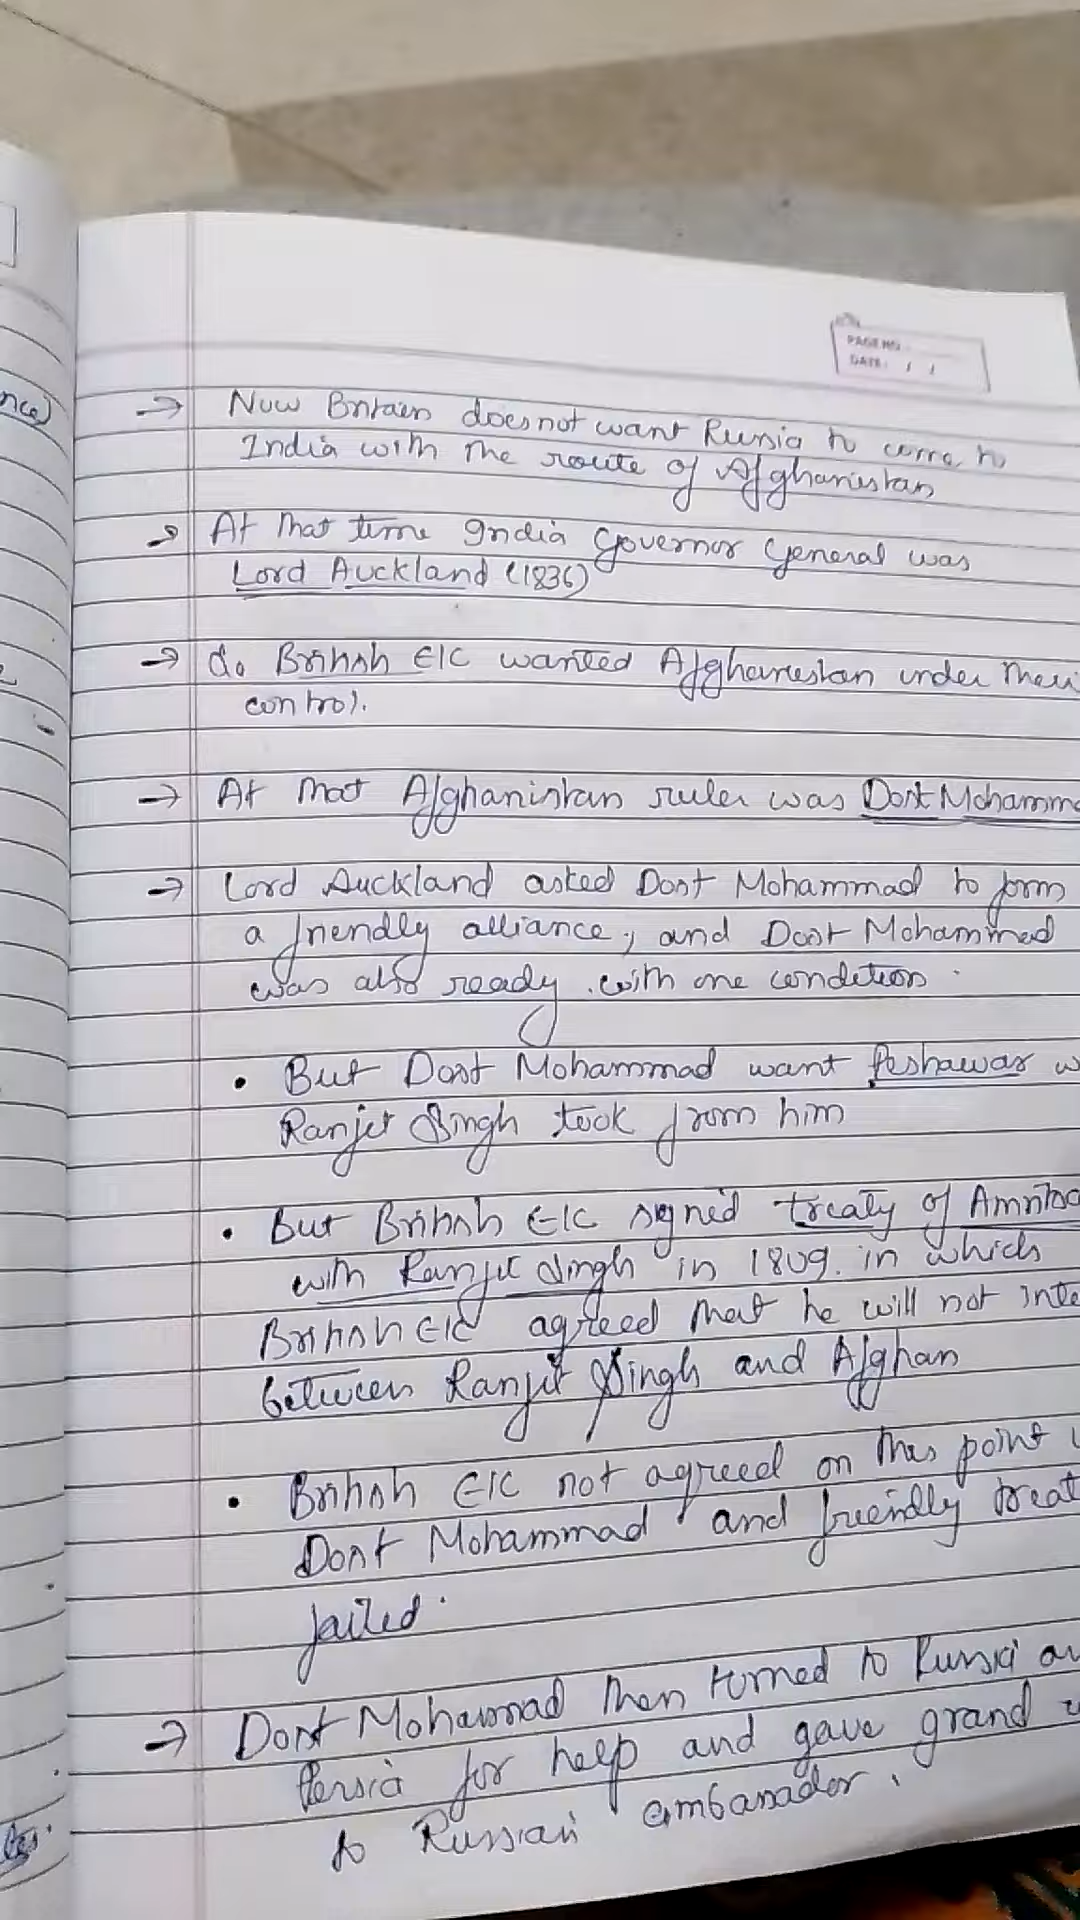 nce)
PAGE NO.
DATE: / /
→ Now Britain does not want Russia to come to
India with the route of Afghanistan
→ At that time India Governor General was
Lord Auckland (1836)
→ So British EIC wanted Afghanistan under their
control.
→ At that Afghanistan ruler was Dost Mohamma
→ Lord Auckland asked Dost Mohammad to form
a friendly alliance, and Dost Mohammed
was also ready with one condition.
• But Dost Mohammad want Peshawar w
Ranjit Singh took from him
• But British EIC signed treaty of Amritsa
with Ranjit Singh in 1809. in which
British EIC agreed that he will not inte
between Ranjit Singh and Afghan
• British EIC not agreed on this point
Dost Mohammad and friendly treat
failed.
→ Dost Mohammad then turned to Russia an
Persia for help and gave grand
to Russian ambassador.